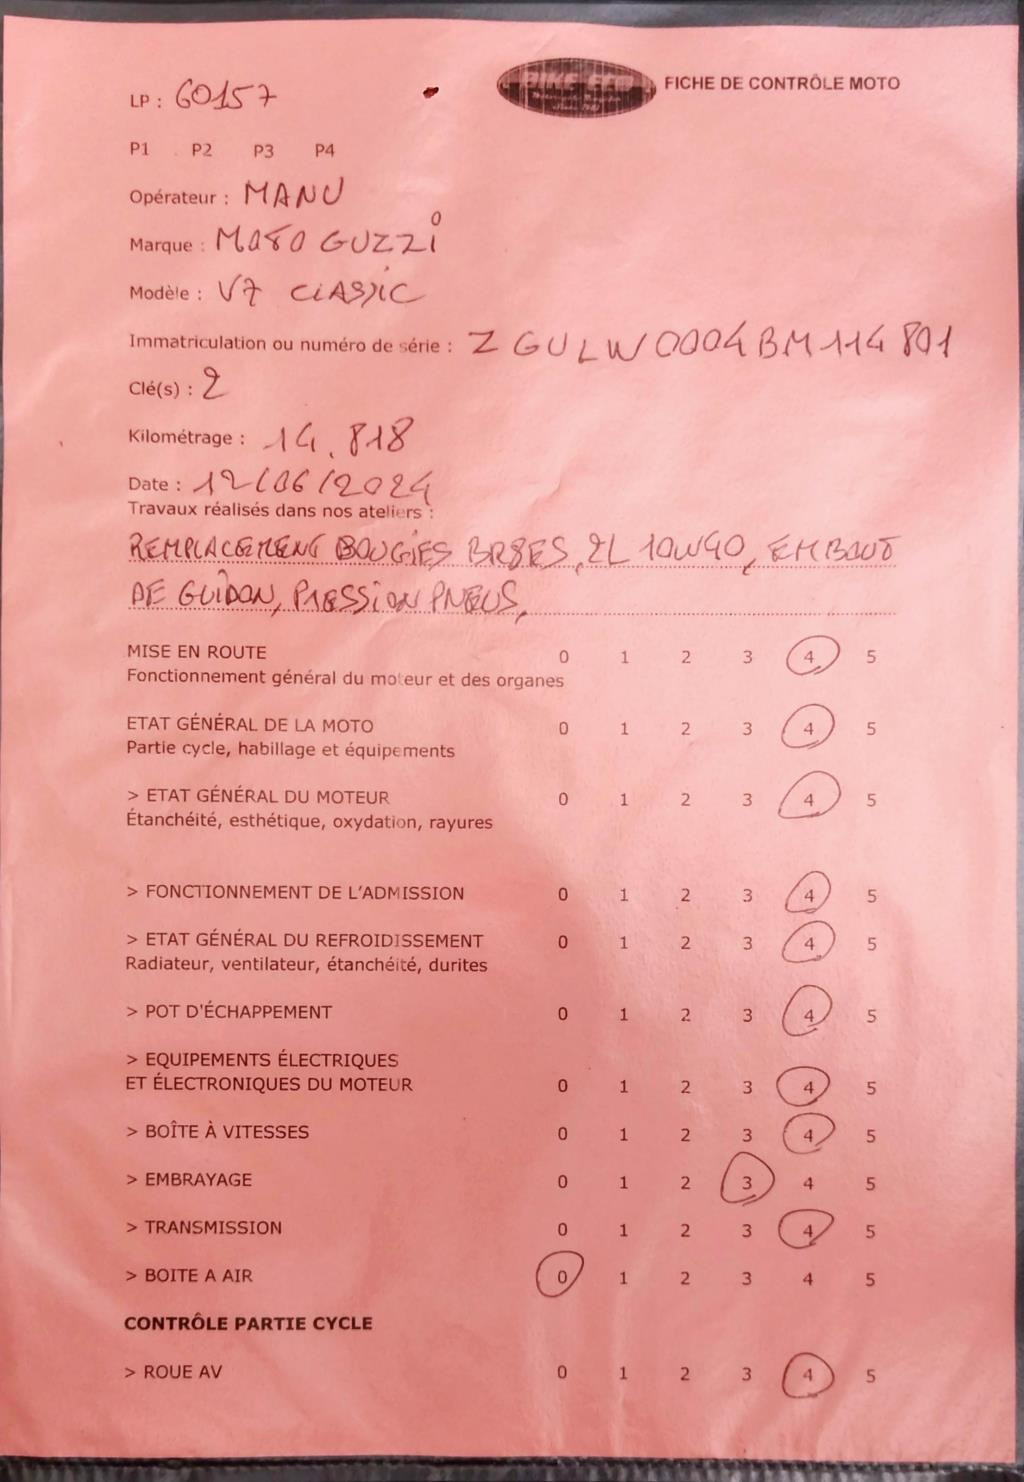 LP : 60157
BIKE-ECO FICHE DE CONTRÔLE MOTO
P1 P2 P3 P4
Opérateur : MANU
Marque : MOTO GUZZI
Modèle : V7 CLASSIC
Immatriculation ou numéro de série : ZGULW0004BM114801
Clé(s) : 2
Kilométrage : 14.818
Date : 12/06/2024
Travaux réalisés dans nos ateliers :
REMPLACEMENT BOUGIES BR8ES, 2L 10W40, EMBOUT
DE GUIDON, PRESSION PNEUS,
MISE EN ROUTE 0 1 2 3 4 5
Fonctionnement général du moteur et des organes
ETAT GÉNÉRAL DE LA MOTO 0 1 2 3 4 5
Partie cycle, habillage et équipements
> ETAT GÉNÉRAL DU MOTEUR 0 1 2 3 4 5
Étanchéité, esthétique, oxydation, rayures
> FONCTIONNEMENT DE L'ADMISSION 0 1 2 3 4 5
> ETAT GÉNÉRAL DU REFROIDISSEMENT 0 1 2 3 4 5
Radiateur, ventilateur, étanchéité, durites
> POT D'ÉCHAPPEMENT 0 1 2 3 4 5
> EQUIPEMENTS ÉLECTRIQUES
ET ÉLECTRONIQUES DU MOTEUR 0 1 2 3 4 5
> BOÎTE À VITESSES 0 1 2 3 4 5
> EMBRAYAGE 0 1 2 3 4 5
> TRANSMISSION 0 1 2 3 4 5
> BOITE A AIR 0 1 2 3 4 5
CONTRÔLE PARTIE CYCLE
> ROUE AV 0 1 2 3 4 5